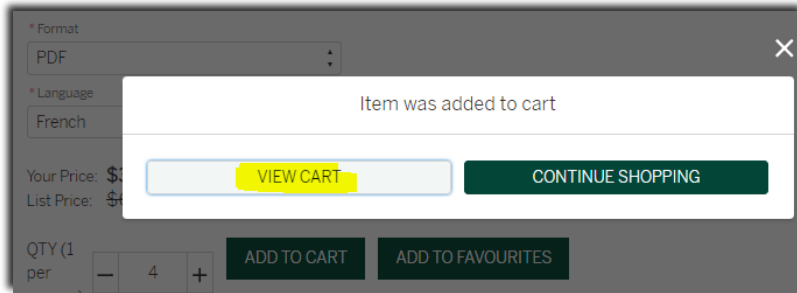 * Format
PDF
* Language
Item was added to cart
French
VIEW CART
CONTINUE SHOPPING
Your Price:
List Price:
QTY (1
per
4
ADD TO CART
ADD TO FAVOURITES